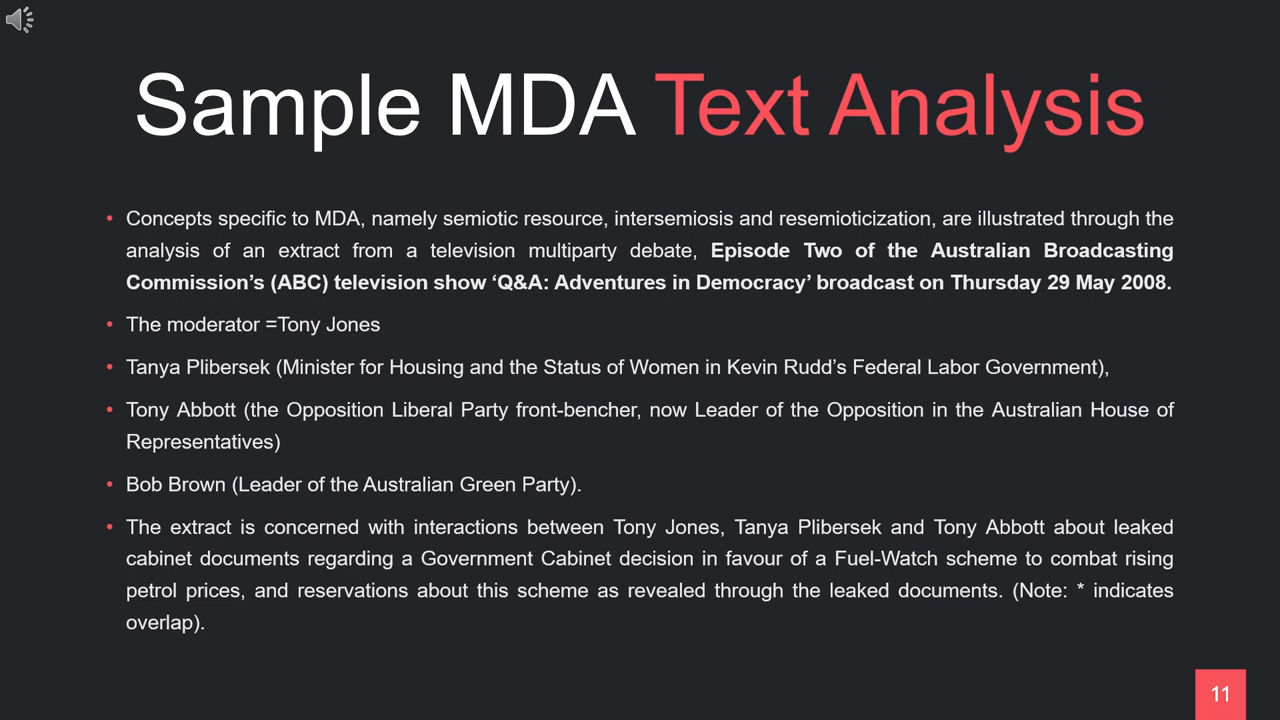 Sample MDA Text Analysis
• Concepts specific to MDA, namely semiotic resource, intersemiosis and resemioticization, are illustrated through the
analysis of an extract from a television multiparty debate, Episode Two of the Australian Broadcasting
Commission’s (ABC) television show ‘Q&A: Adventures in Democracy’ broadcast on Thursday 29 May 2008.
• The moderator =Tony Jones
• Tanya Plibersek (Minister for Housing and the Status of Women in Kevin Rudd’s Federal Labor Government),
• Tony Abbott (the Opposition Liberal Party front-bencher, now Leader of the Opposition in the Australian House of
Representatives)
• Bob Brown (Leader of the Australian Green Party).
• The extract is concerned with interactions between Tony Jones, Tanya Plibersek and Tony Abbott about leaked
cabinet documents regarding a Government Cabinet decision in favour of a Fuel-Watch scheme to combat rising
petrol prices, and reservations about this scheme as revealed through the leaked documents. (Note: * indicates
overlap).
11